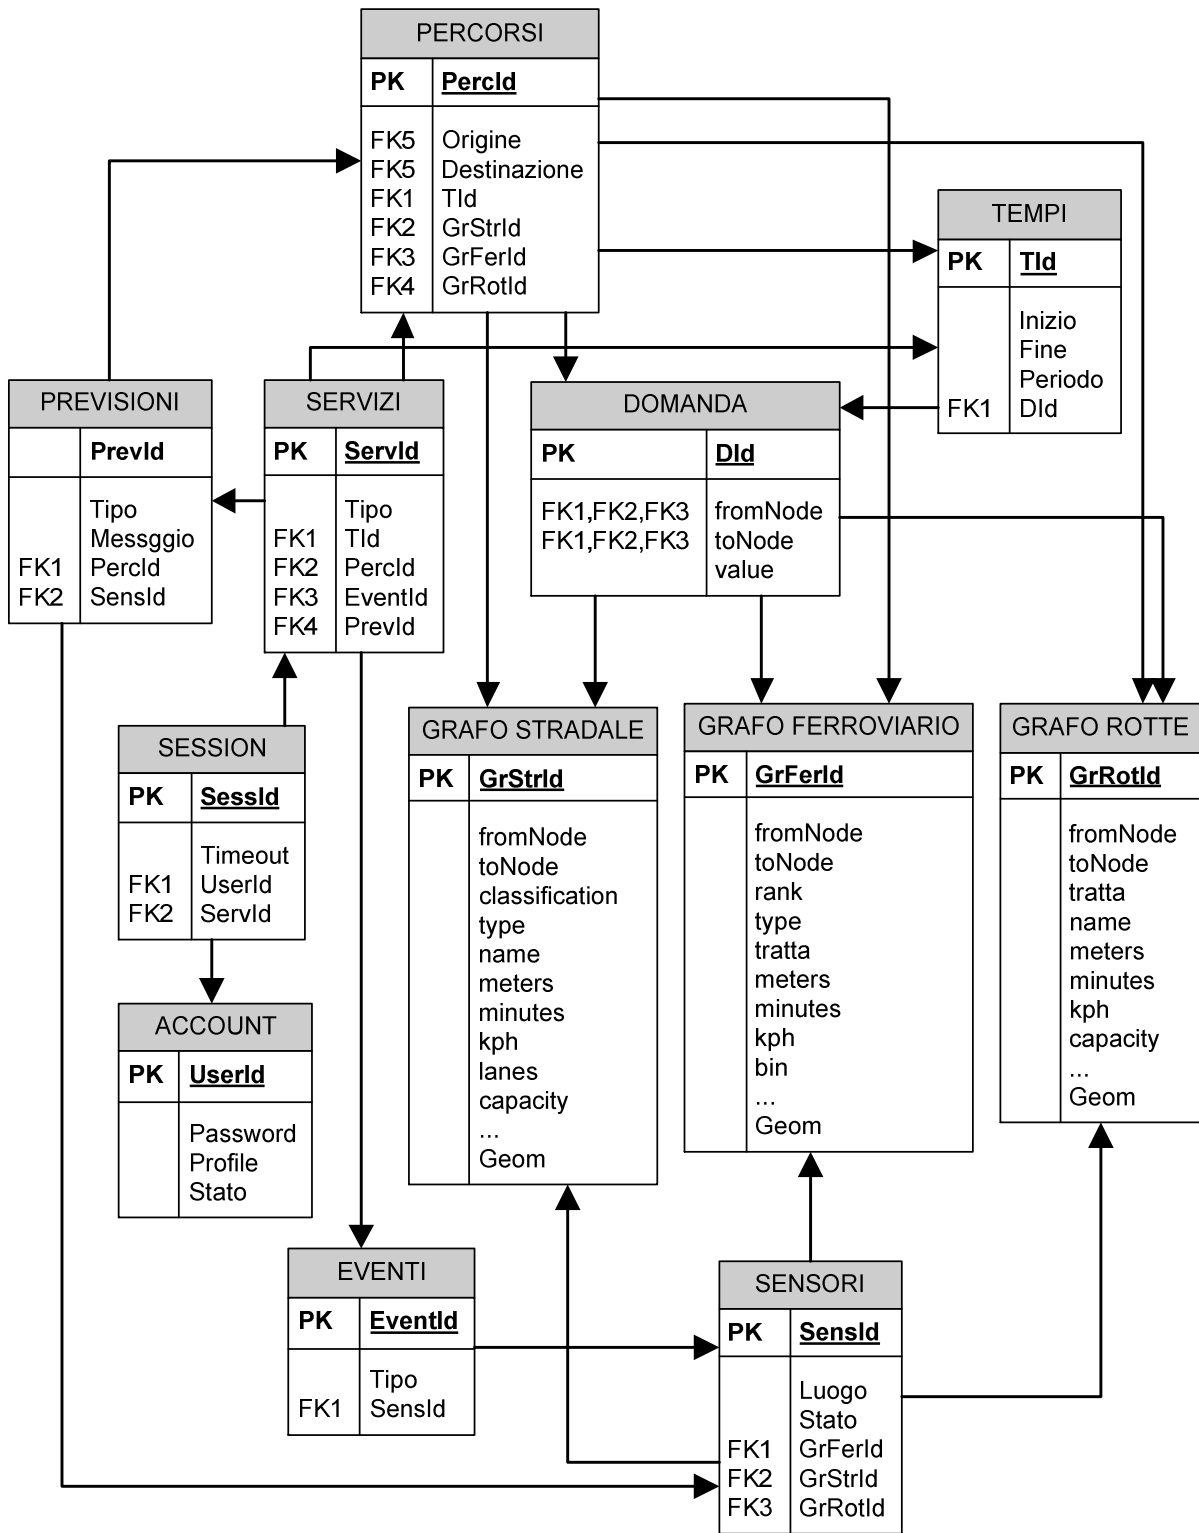 PERCORSI
PK PercId
FK5 Origine
FK5 Destinazione
FK1 TId
FK2 GrStrId
FK3 GrFerId
FK4 GrRotId
TEMPI
PK TId
Inizio
Fine
Periodo
FK1 DId
PREVISIONI
PrevId
Tipo
Messggio
FK1 PercId
FK2 SensId
SERVIZI
PK ServId
Tipo
FK1 TId
FK2 PercId
FK3 EventId
FK4 PrevId
DOMANDA
PK DId
FK1,FK2,FK3 fromNode
FK1,FK2,FK3 toNode
value
SESSION
PK SessId
Timeout
FK1 UserId
FK2 ServId
GRAFO STRADALE
PK GrStrId
fromNode
toNode
classification
type
name
meters
minutes
kph
lanes
capacity
...
Geom
GRAFO FERROVIARIO
PK GrFerId
fromNode
toNode
rank
type
tratta
meters
minutes
kph
bin
...
Geom
GRAFO ROTTE
PK GrRotId
fromNode
toNode
tratta
name
meters
minutes
kph
capacity
...
Geom
ACCOUNT
PK UserId
Password
Profile
Stato
EVENTI
PK EventId
Tipo
FK1 SensId
SENSORI
PK SensId
Luogo
Stato
FK1 GrFerId
FK2 GrStrId
FK3 GrRotId